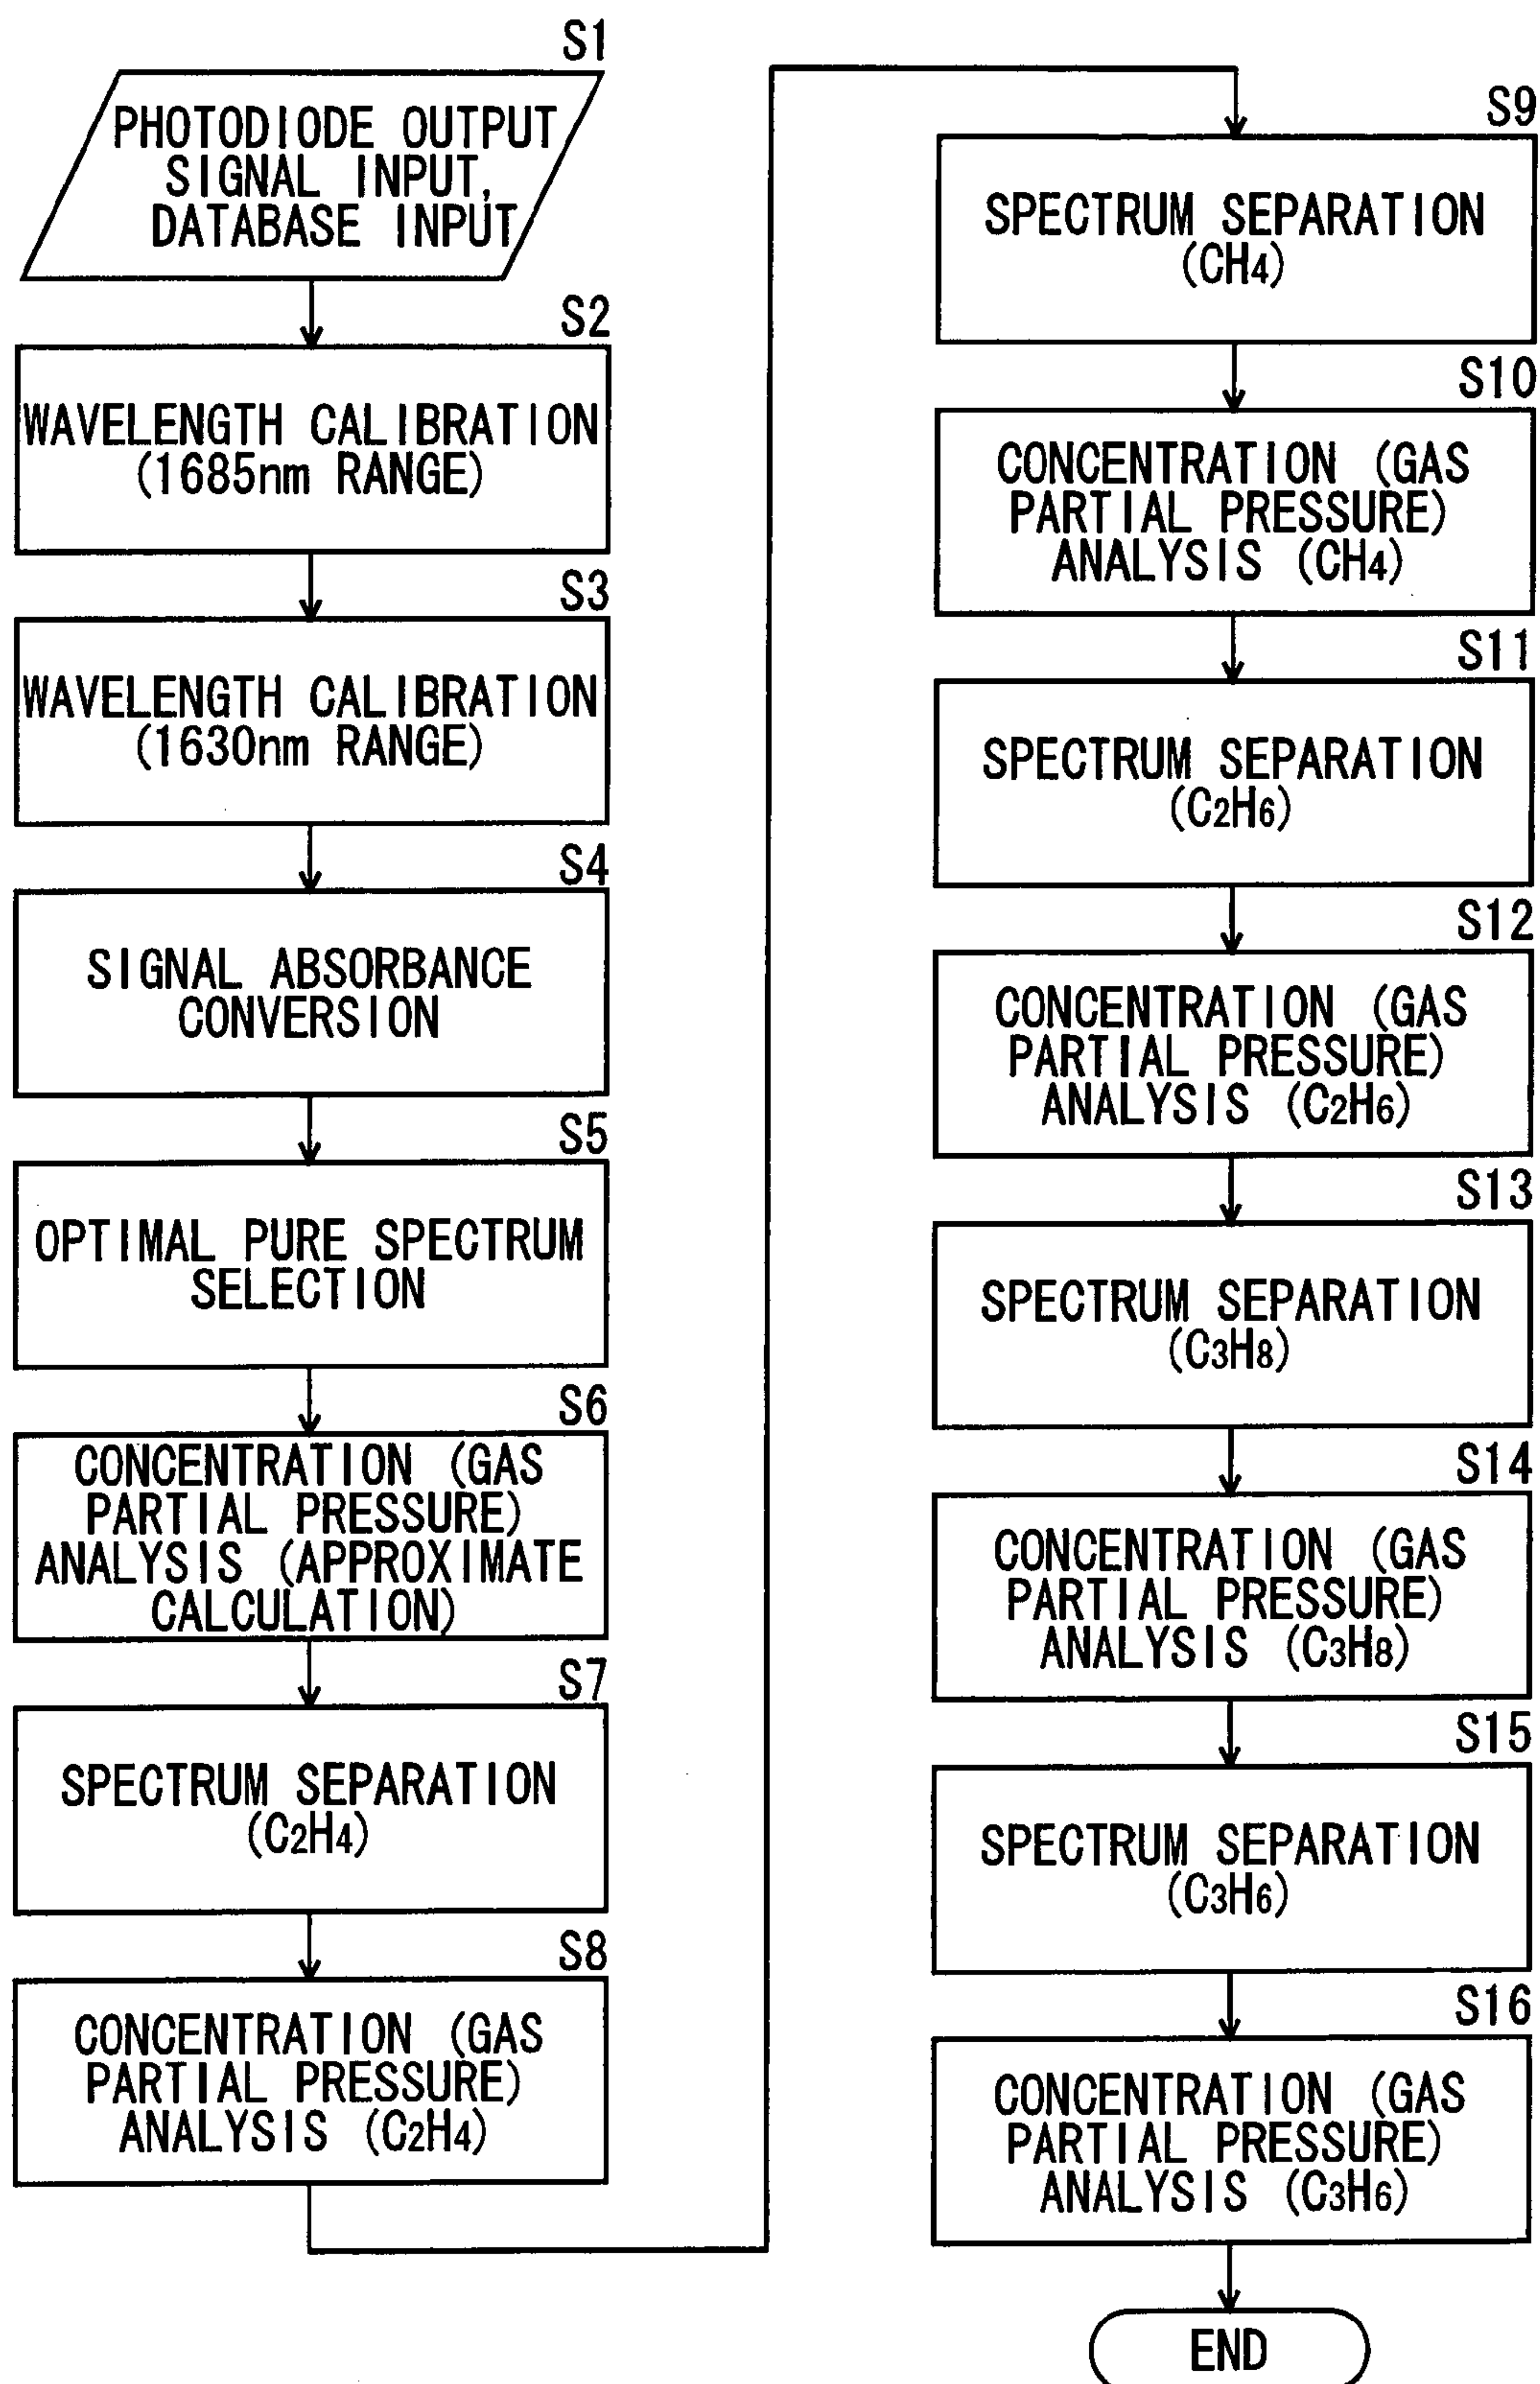 S1
PHOTODIODE OUTPUT
SIGNAL INPUT,
DATABASE INPUT
S2
WAVELENGTH CALIBRATION
(1685nm RANGE)
S3
WAVELENGTH CALIBRATION
(1630nm RANGE)
S4
SIGNAL ABSORBANCE
CONVERSION
S5
OPTIMAL PURE SPECTRUM
SELECTION
S6
CONCENTRATION (GAS
PARTIAL PRESSURE)
ANALYSIS (APPROXIMATE
CALCULATION)
S7
SPECTRUM SEPARATION
(C2H4)
S8
CONCENTRATION (GAS
PARTIAL PRESSURE)
ANALYSIS (C2H4)
S9
SPECTRUM SEPARATION
(CH4)
S10
CONCENTRATION (GAS
PARTIAL PRESSURE)
ANALYSIS (CH4)
S11
SPECTRUM SEPARATION
(C2H6)
S12
CONCENTRATION (GAS
PARTIAL PRESSURE)
ANALYSIS (C2H6)
S13
SPECTRUM SEPARATION
(C3H8)
S14
CONCENTRATION (GAS
PARTIAL PRESSURE)
ANALYSIS (C3H8)
S15
SPECTRUM SEPARATION
(C3H6)
S16
CONCENTRATION (GAS
PARTIAL PRESSURE)
ANALYSIS (C3H6)
END